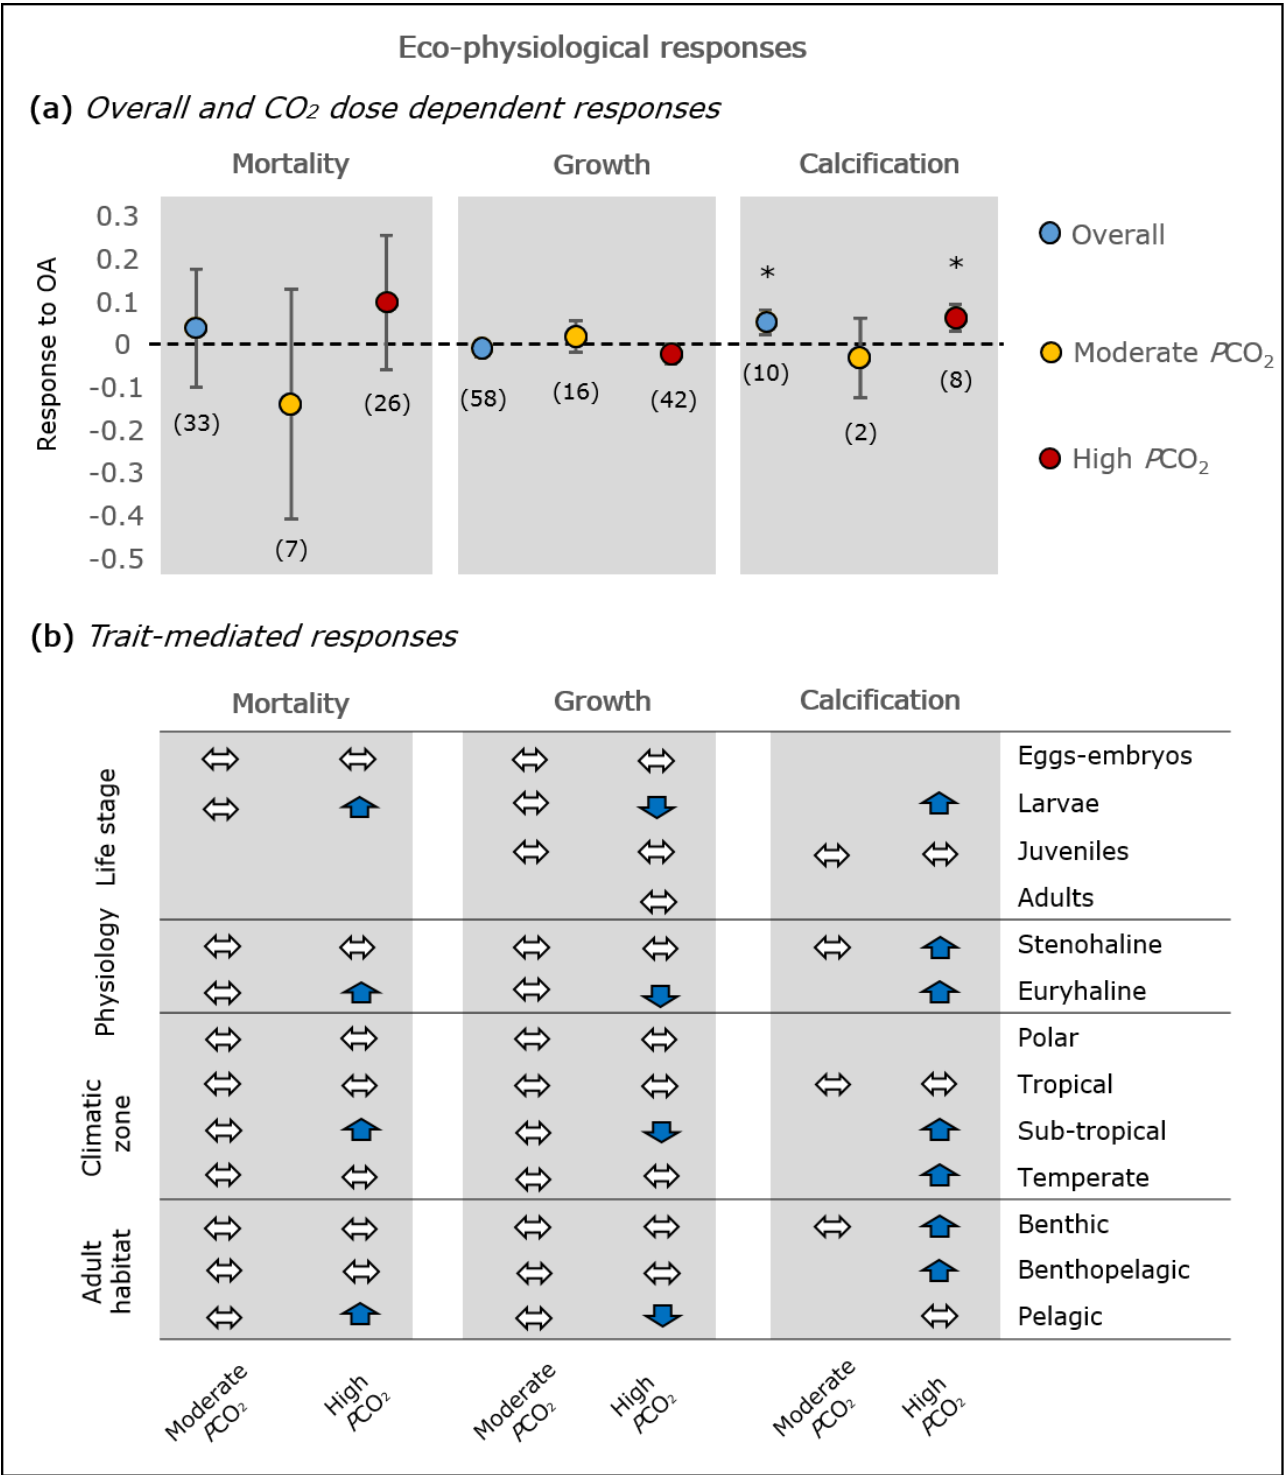 Eco-physiological responses
(a) Overall and CO₂ dose dependent responses
Mortality Growth Calcification
Response to OA
0.3
0.2
0.1
0
-0.1
-0.2
-0.3
-0.4
-0.5
(33) (7) (26)
(58) (16) (42)
* *
(10) (2) (8)
Overall
Moderate PCO₂
High PCO₂
(b) Trait-mediated responses
Mortality Growth Calcification
Life stage
Eggs-embryos
Larvae
Juveniles
Adults
Physiology
Stenohaline
Euryhaline
Climatic
zone
Polar
Tropical
Sub-tropical
Temperate
Adult
habitat
Benthic
Benthopelagic
Pelagic
Moderate
PCO₂
High
PCO₂
Moderate
PCO₂
High
PCO₂
Moderate
PCO₂
High
PCO₂